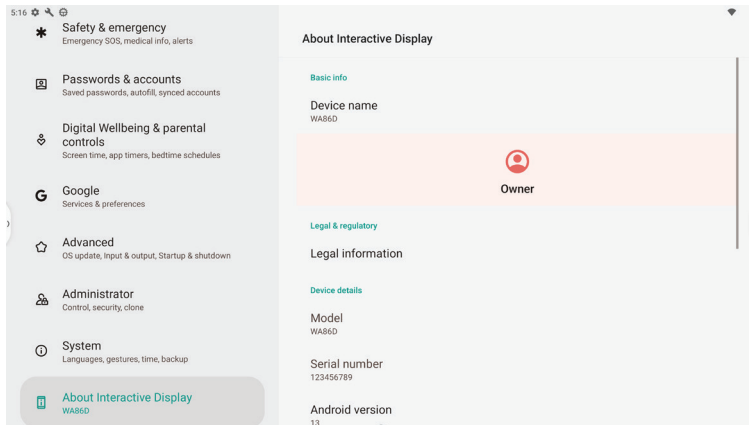 5:16
Safety & emergency
Emergency SOS, medical info, alerts
Passwords & accounts
Saved passwords, autofill, synced accounts
Digital Wellbeing & parental
controls
Screen time, app timers, bedtime schedules
Google
Services & preferences
Advanced
OS update, Input & output, Startup & shutdown
Administrator
Control, security, clone
System
Languages, gestures, time, backup
About Interactive Display
WA86D
About Interactive Display
Basic info
Device name
WA86D
Owner
Legal & regulatory
Legal information
Device details
Model
WA86D
Serial number
123456789
Android version
13